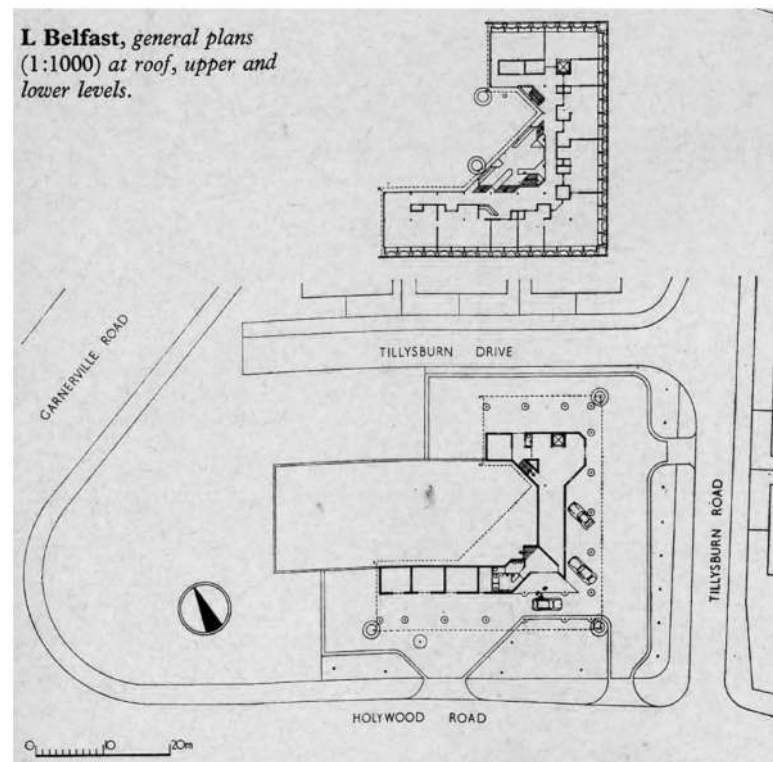 L Belfast, general plans
(1:1000) at roof, upper and
lower levels.
GARNERVILLE ROAD
TILLYSBURN DRIVE
TILLYSBURN ROAD
HOLYWOOD ROAD
0 10 20m